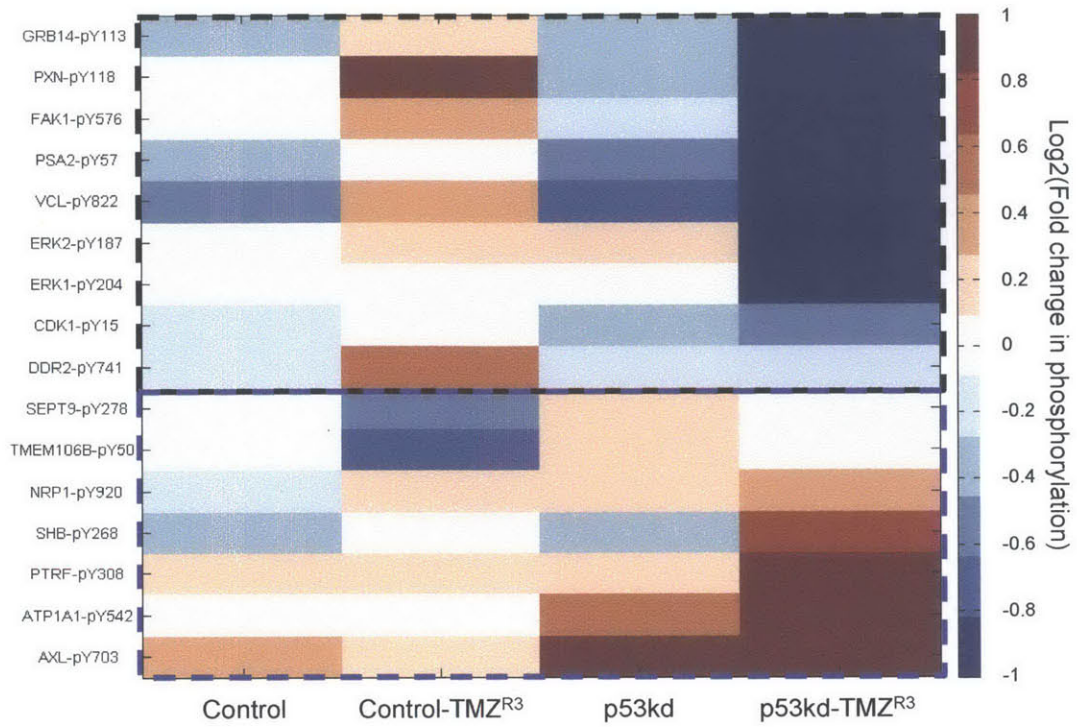 GRB14-pY113
PXN-pY118
FAK1-pY576
PSA2-pY57
VCL-pY822
ERK2-pY187
ERK1-pY204
CDK1-pY15
DDR2-pY741
SEPT9-pY278
TMEM106B-pY50
NRP1-pY920
SHB-pY268
PTRF-pY308
ATP1A1-pY542
AXL-pY703
Control
Control-TMZᴿ³
p53kd
p53kd-TMZᴿ³
1
0.8
0.6
0.4
0.2
0
-0.2
-0.4
-0.6
-0.8
-1
Log2(Fold change in phosphorylation)